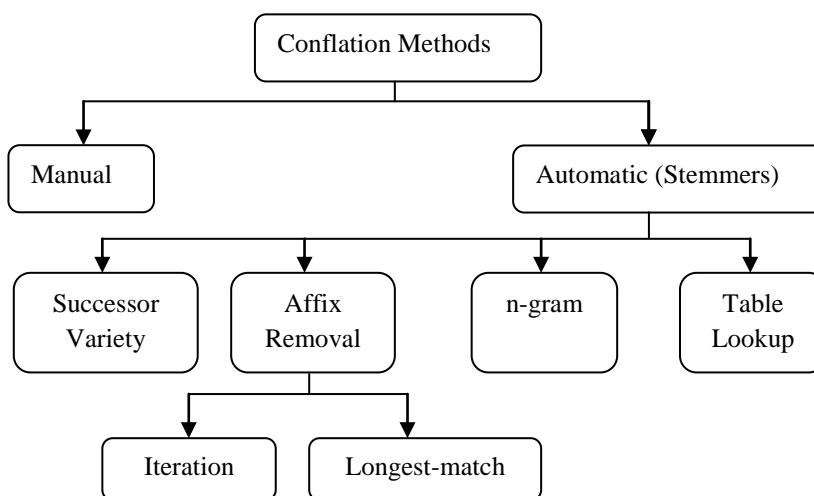 Conflation Methods
Manual
Automatic (Stemmers)
Successor
Variety
Affix
Removal
n-gram
Table
Lookup
Iteration
Longest-match